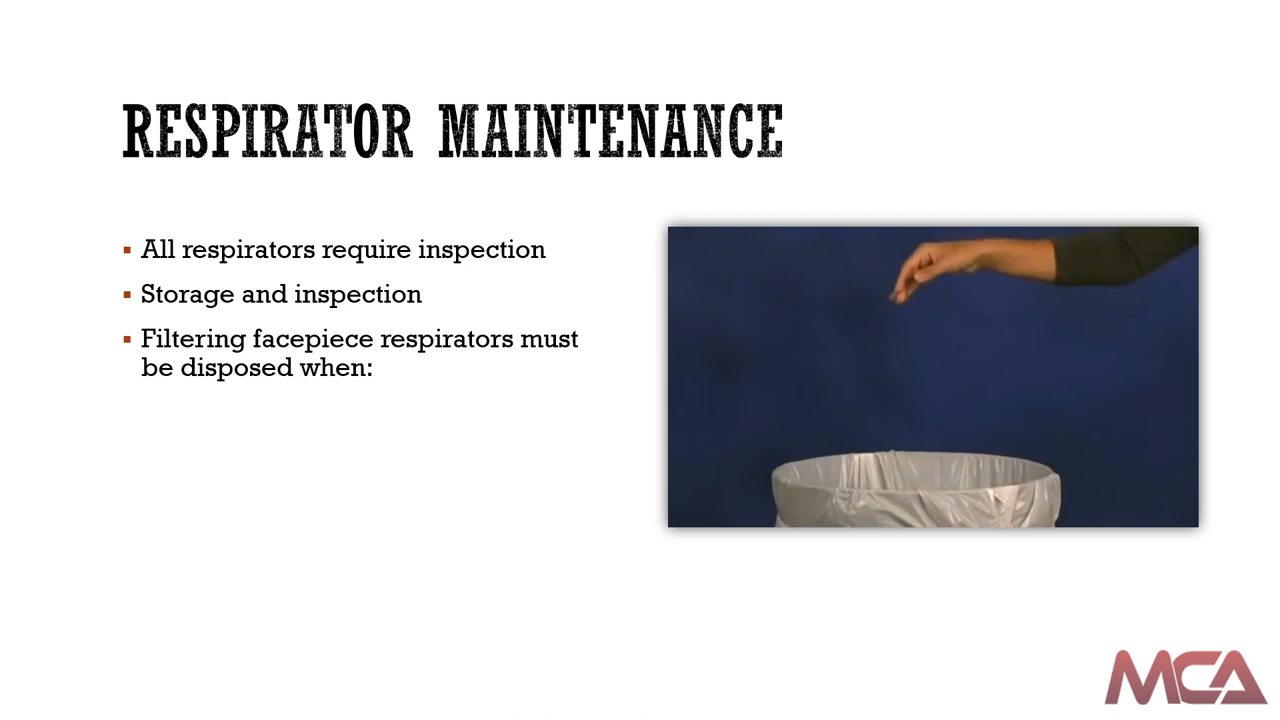 RESPIRATOR MAINTENANCE
▪ All respirators require inspection
▪ Storage and inspection
▪ Filtering facepiece respirators must
be disposed when:
MCA